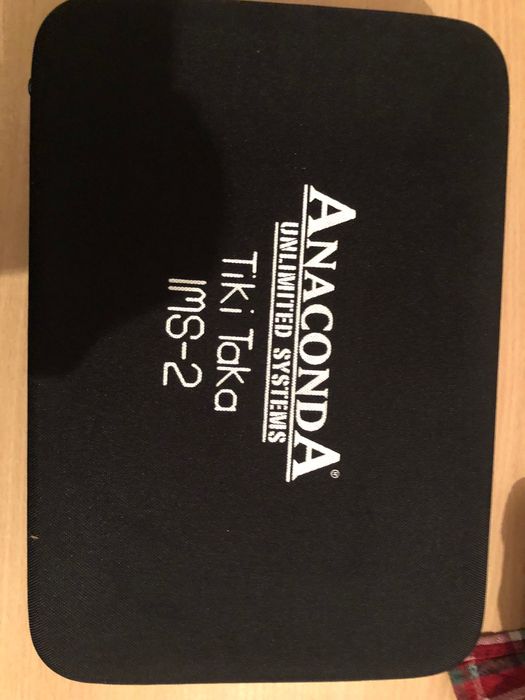 ANACONDA®
UNLIMITED SYSTEMS
Tiki Taka
IMS-2